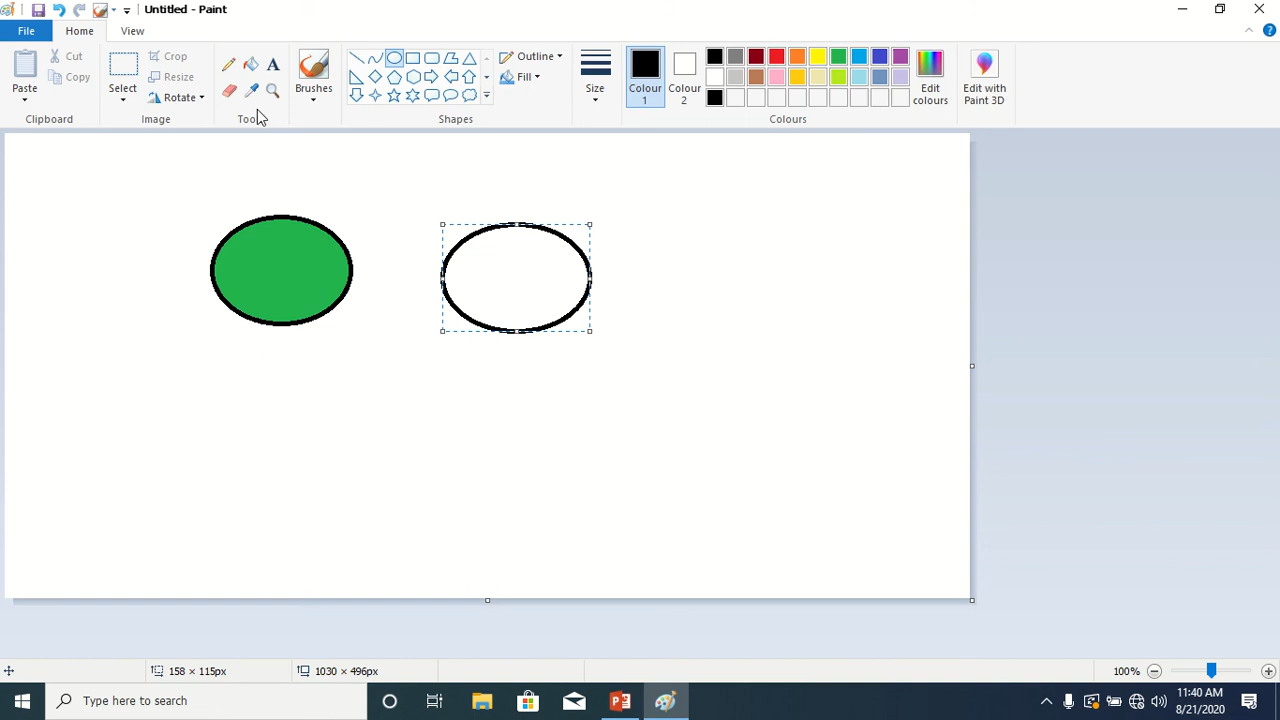 Untitled - Paint
File Home View
Paste Cut Copy Clipboard
Select Crop Resize Rotate Image
A
Brushes
Outline Fill Shapes
Size
Colour 1 Colour 2 Edit colours Colours
Edit with Paint 3D
158 × 115px 1030 × 496px 100%
Type here to search
11:40 AM
8/21/2020